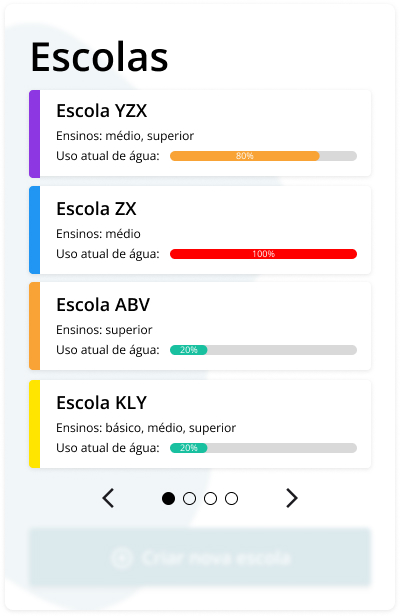 Escolas
Escola YZX
Ensinos: médio, superior
Uso atual de água: 80%
Escola ZX
Ensinos: médio
Uso atual de água: 100%
Escola ABV
Ensinos: superior
Uso atual de água: 20%
Escola KLY
Ensinos: básico, médio, superior
Uso atual de água: 20%
Criar nova escola